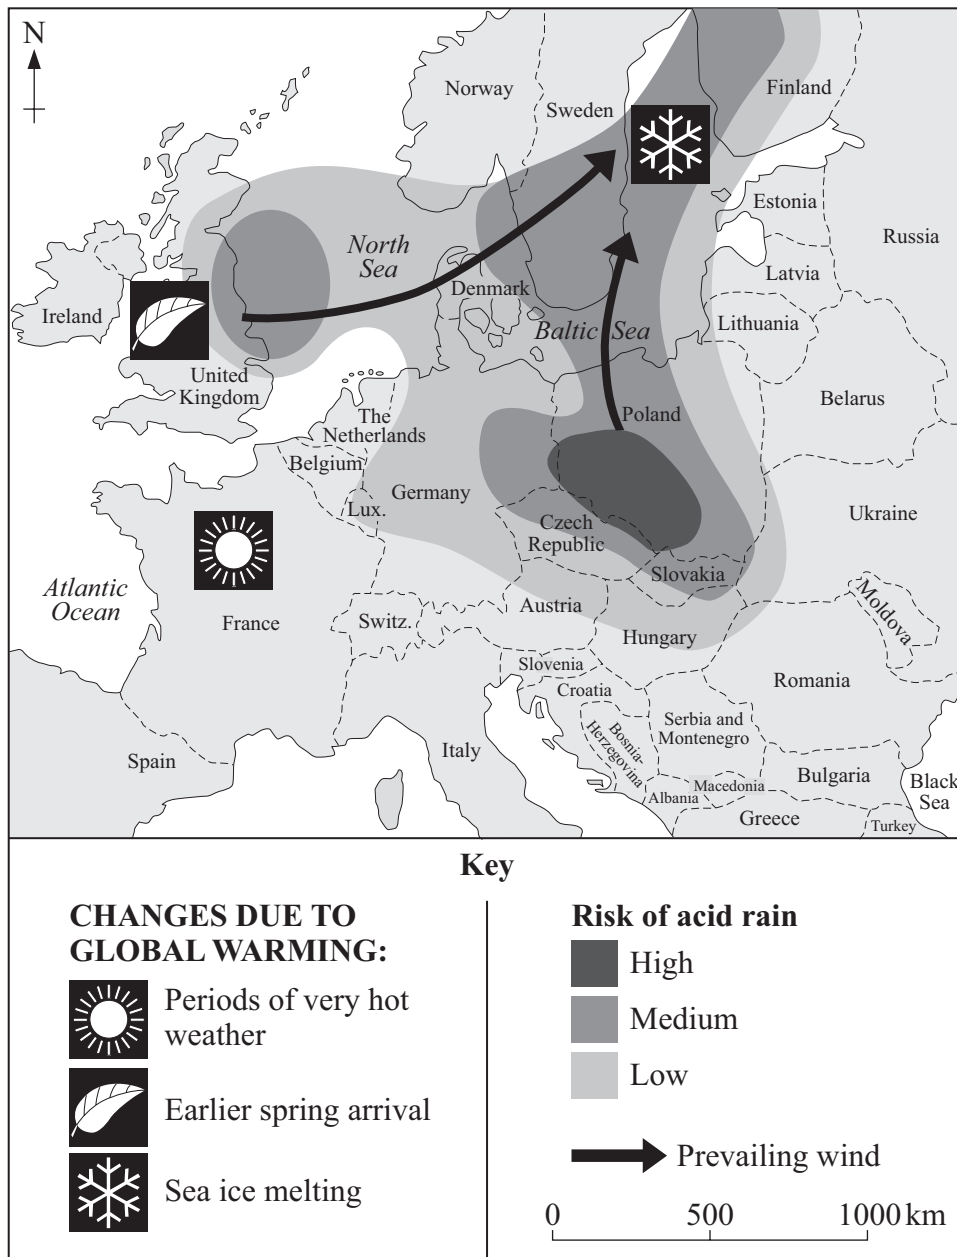 N
Norway
Sweden
Finland
Estonia
Russia
North
Sea
Latvia
Denmark
Ireland
Lithuania
Baltic Sea
United
Kingdom
Belarus
Poland
The
Netherlands
Belgium
Germany
Lux.
Ukraine
Czech
Republic
Slovakia
Atlantic
Ocean
Austria
Moldova
France
Switz.
Hungary
Slovenia
Romania
Croatia
Serbia and
Montenegro
Bosnia-
Herzegovina
Italy
Spain
Bulgaria
Black
Sea
Macedonia
Albania
Greece
Turkey
Key
CHANGES DUE TO
GLOBAL WARMING:
Periods of very hot
weather
Earlier spring arrival
Sea ice melting
Risk of acid rain
High
Medium
Low
Prevailing wind
0 500 1000 km